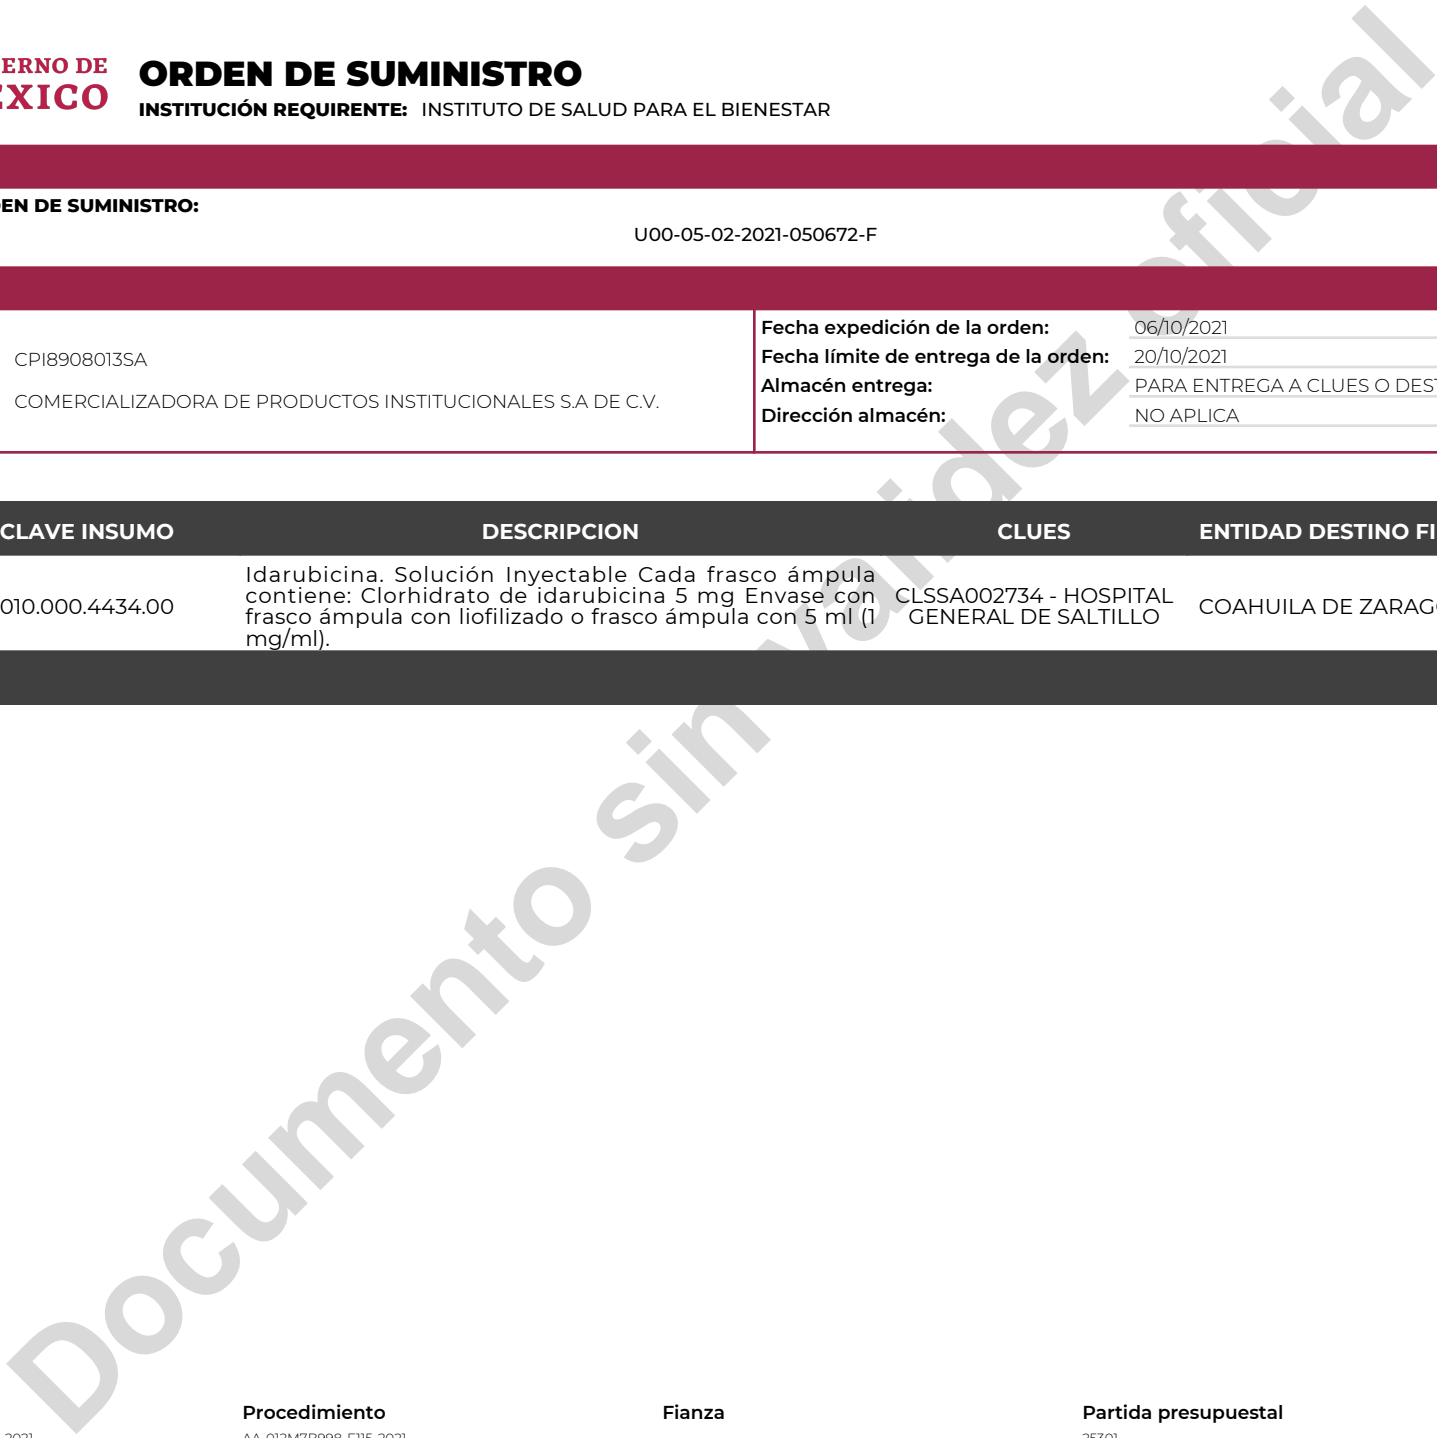 ERNO DE
ÉXICO
ORDEN DE SUMINISTRO
INSTITUCIÓN REQUIRENTE: INSTITUTO DE SALUD PARA EL BIENESTAR
EN DE SUMINISTRO:
U00-05-02-2021-050672-F
CPI8908013SA
COMERCIALIZADORA DE PRODUCTOS INSTITUCIONALES S.A DE C.V.
Fecha expedición de la orden: 06/10/2021
Fecha límite de entrega de la orden: 20/10/2021
Almacén entrega: PARA ENTREGA A CLUES O DEST
Dirección almacén: NO APLICA
CLAVE INSUMO DESCRIPCION CLUES ENTIDAD DESTINO FI
010.000.4434.00
Idarubicina. Solución Inyectable Cada frasco ámpula
contiene: Clorhidrato de idarubicina 5 mg Envase con
frasco ámpula con liofilizado o frasco ámpula con 5 ml (1
mg/ml).
CLSSA002734 - HOSPITAL
GENERAL DE SALTILLO
COAHUILA DE ZARAG
Documento sin validez oficial
Procedimiento Fianza Partida presupuestal